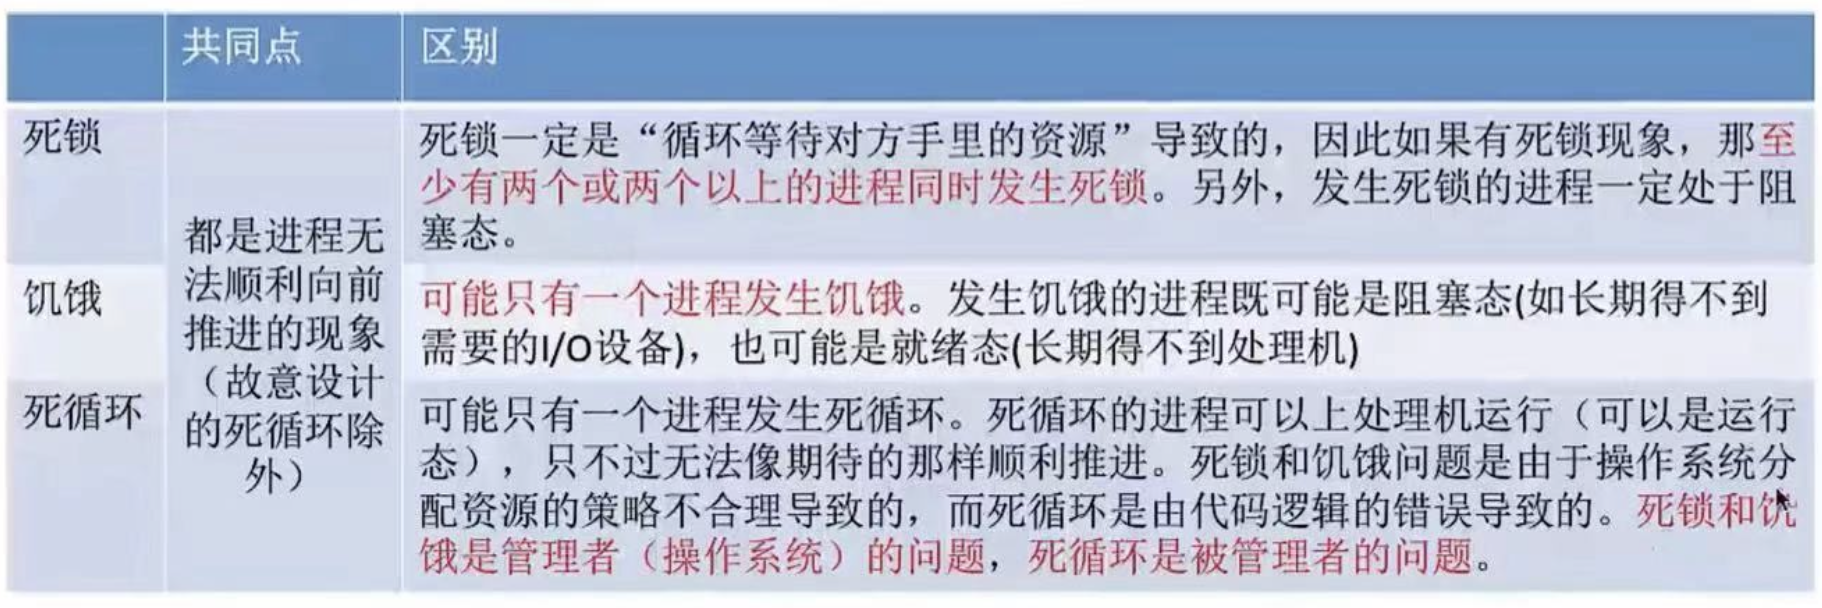 共同点
区别
死锁
都是进程无
法顺利向前
推进的现象
（故意设计
的死循环除
外）
死锁一定是“循环等待对方手里的资源”导致的，因此如果有死锁现象，那至
少有两个或两个以上的进程同时发生死锁。另外，发生死锁的进程一定处于阻
塞态。
饥饿
可能只有一个进程发生饥饿。发生饥饿的进程既可能是阻塞态(如长期得不到
需要的I/O设备)，也可能是就绪态(长期得不到处理机)
死循环
可能只有一个进程发生死循环。死循环的进程可以上处理机运行（可以是运行
态），只不过无法像期待的那样顺利推进。死锁和饥饿问题是由于操作系统分
配资源的策略不合理导致的，而死循环是由代码逻辑的错误导致的。死锁和饥
饿是管理者（操作系统）的问题，死循环是被管理者的问题。